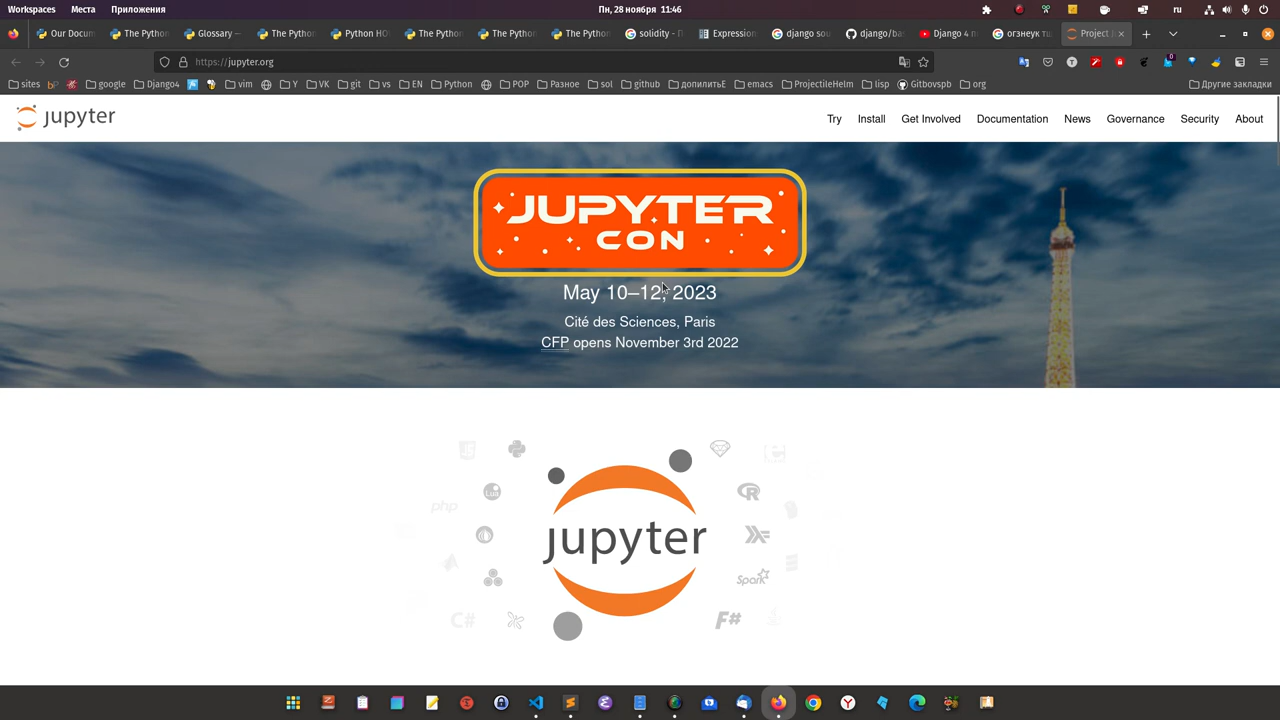 Workspaces Места Приложения Пн, 28 ноября 11:46 ru
Our Docum The Pytho Glossary — The Python Python HO The Python The Python The Python solidity - П Expression django sou django/ba Django 4 п огзнеук тщ Project J
https://jupyter.org
sites google Django4 vim Y VK git vs EN Python POP Разное sol github допилитьЕ emacs ProjectileHelm lisp Gitbovspb org Другие закладки
jupyter Try Install Get Involved Documentation News Governance Security About
JUPYTER
CON
May 10–12, 2023
Cité des Sciences, Paris
CFP opens November 3rd 2022
Lua R
php
jupyter
Spark
C# F#